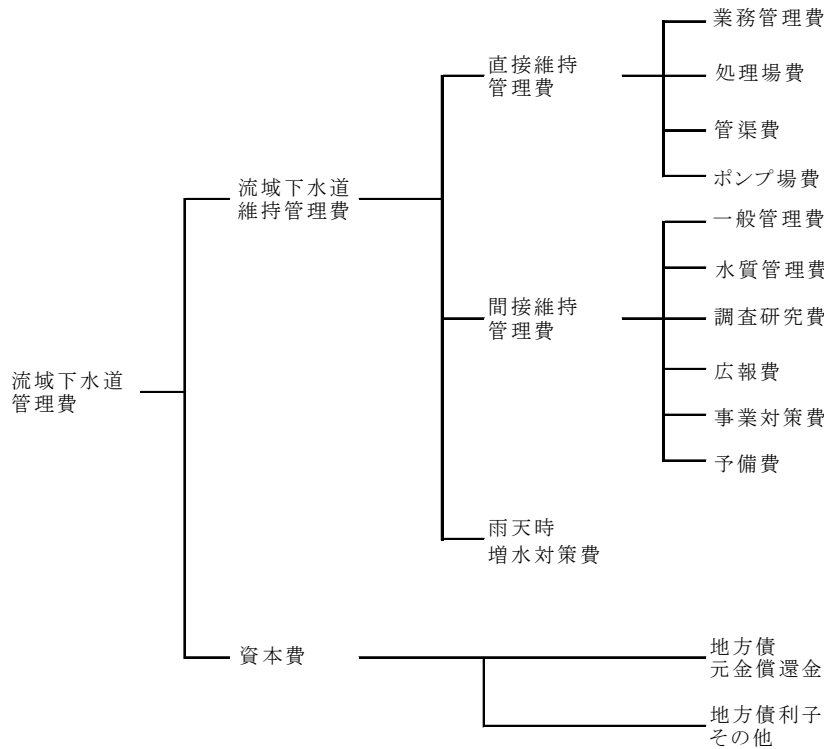 業務管理費
直接維持
管理費
処理場費
管渠費
ポンプ場費
流域下水道
維持管理費
一般管理費
水質管理費
間接維持
管理費
調査研究費
流域下水道
管理費
広報費
事業対策費
予備費
雨天時
増水対策費
資本費
地方債
元金償還金
地方債利子
その他